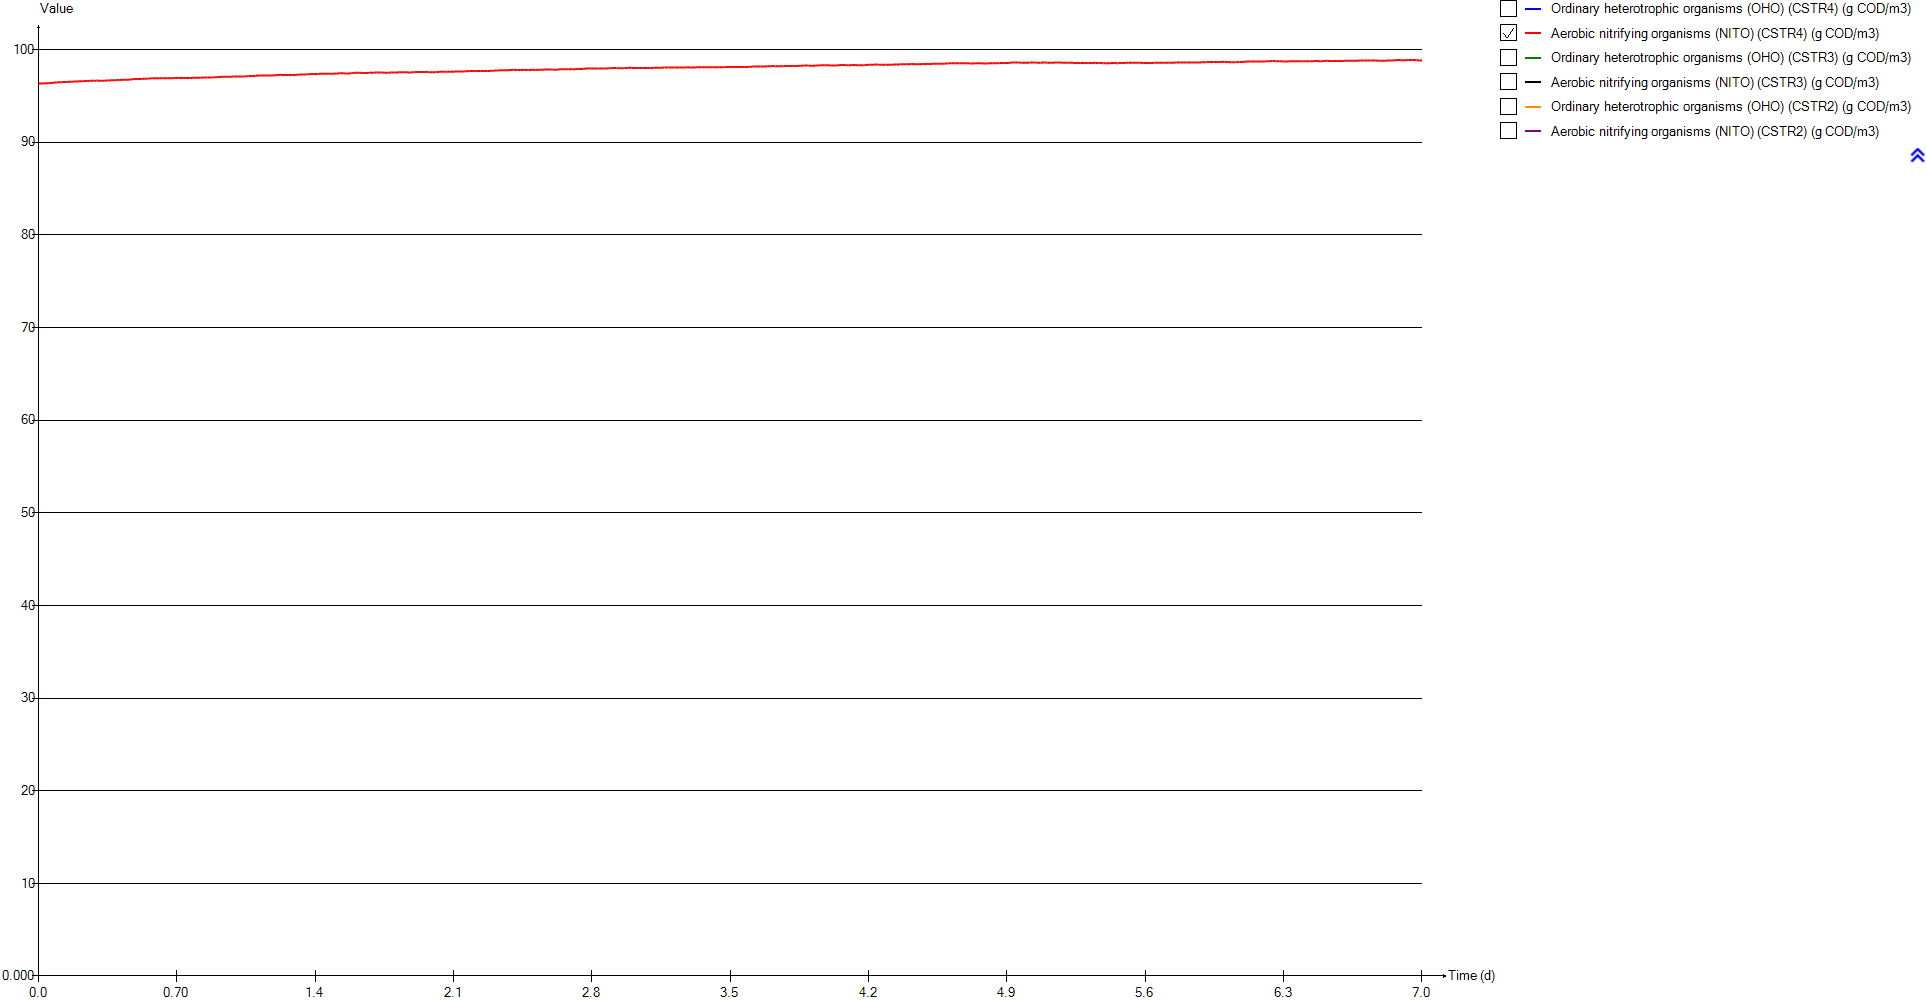 Value
100
90
80
70
60
50
40
30
20
10
0.000
0.0 0.70 1.4 2.1 2.8 3.5 4.2 4.9 5.6 6.3 7.0
Time (d)
Ordinary heterotrophic organisms (OHO) (CSTR4) (g COD/m3)
Aerobic nitrifying organisms (NITO) (CSTR4) (g COD/m3)
Ordinary heterotrophic organisms (OHO) (CSTR3) (g COD/m3)
Aerobic nitrifying organisms (NITO) (CSTR3) (g COD/m3)
Ordinary heterotrophic organisms (OHO) (CSTR2) (g COD/m3)
Aerobic nitrifying organisms (NITO) (CSTR2) (g COD/m3)